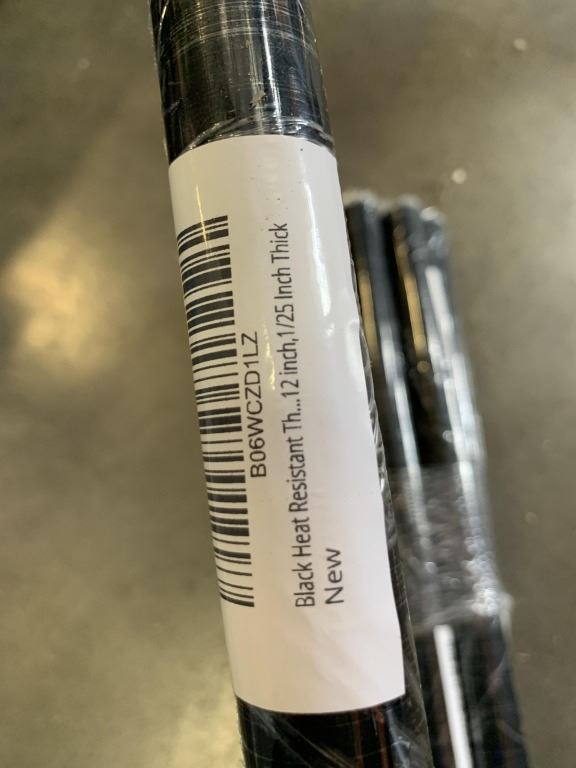 B06WCZD1LZ
Black Heat Resistant Th...12 inch,1/25 Inch Thick
New